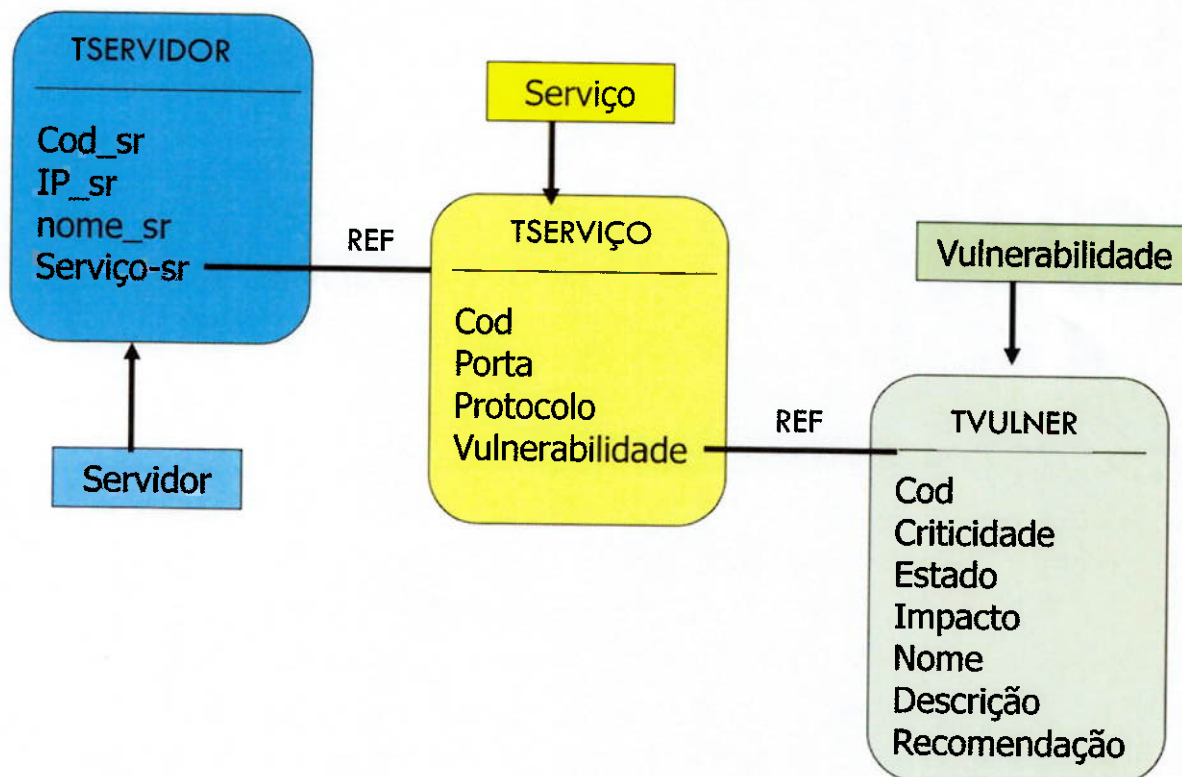 TSERVIDOR
Cod_sr
IP_sr
nome_sr
Serviço-sr
REF
Servidor
Serviço
TSERVIÇO
Cod
Porta
Protocolo
Vulnerabilidade
REF
Vulnerabilidade
TVULNER
Cod
Criticidade
Estado
Impacto
Nome
Descrição
Recomendação